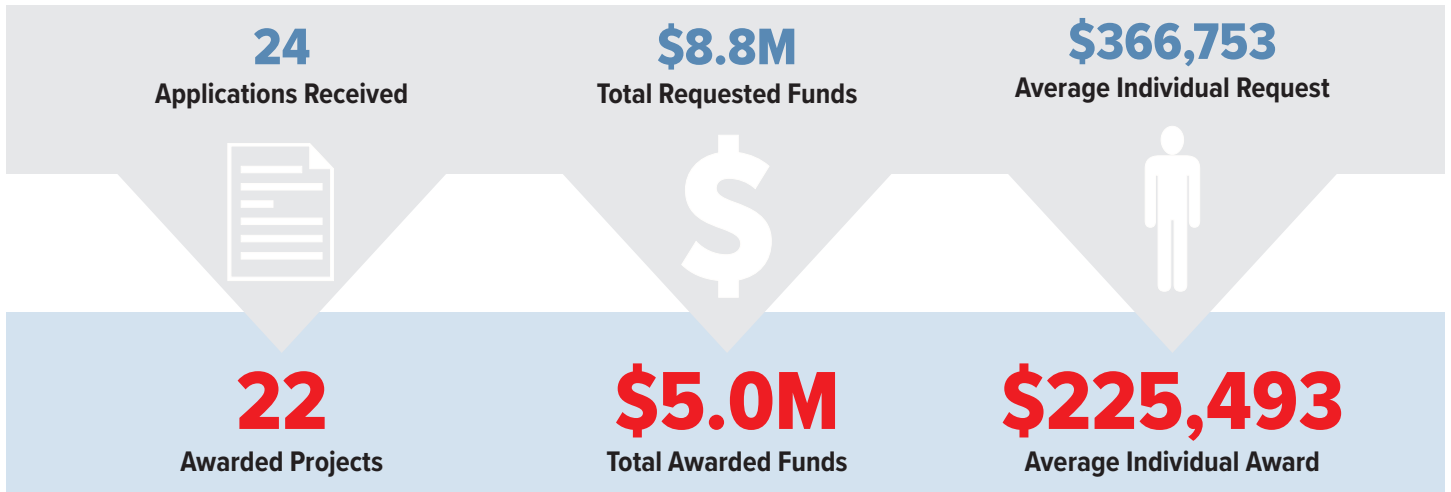 24
Applications Received
$8.8M
Total Requested Funds
$366,753
Average Individual Request
$
22
Awarded Projects
$5.0M
Total Awarded Funds
$225,493
Average Individual Award